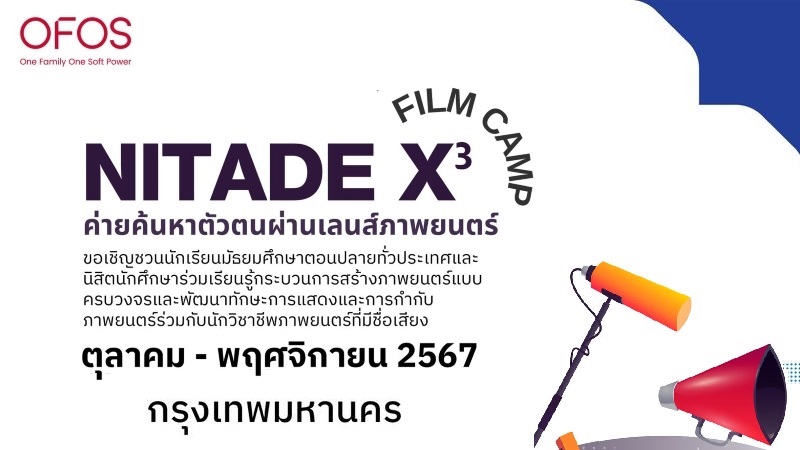 OFOS
One Family One Soft Power
FILM CAMP
NITADE X³
ค่ายค้นหาตัวตนผ่านเลนส์ภาพยนตร์
ขอเชิญชวนนักเรียนมัธยมศึกษาตอนปลายทั่วประเทศและ
นิสิตนักศึกษาร่วมเรียนรู้กระบวนการสร้างภาพยนตร์แบบ
ครบวงจรและพัฒนาทักษะการแสดงและการกำกับ
ภาพยนตร์ร่วมกับนักวิชาชีพภาพยนตร์ที่มีชื่อเสียง
ตุลาคม - พฤศจิกายน 2567
กรุงเทพมหานคร